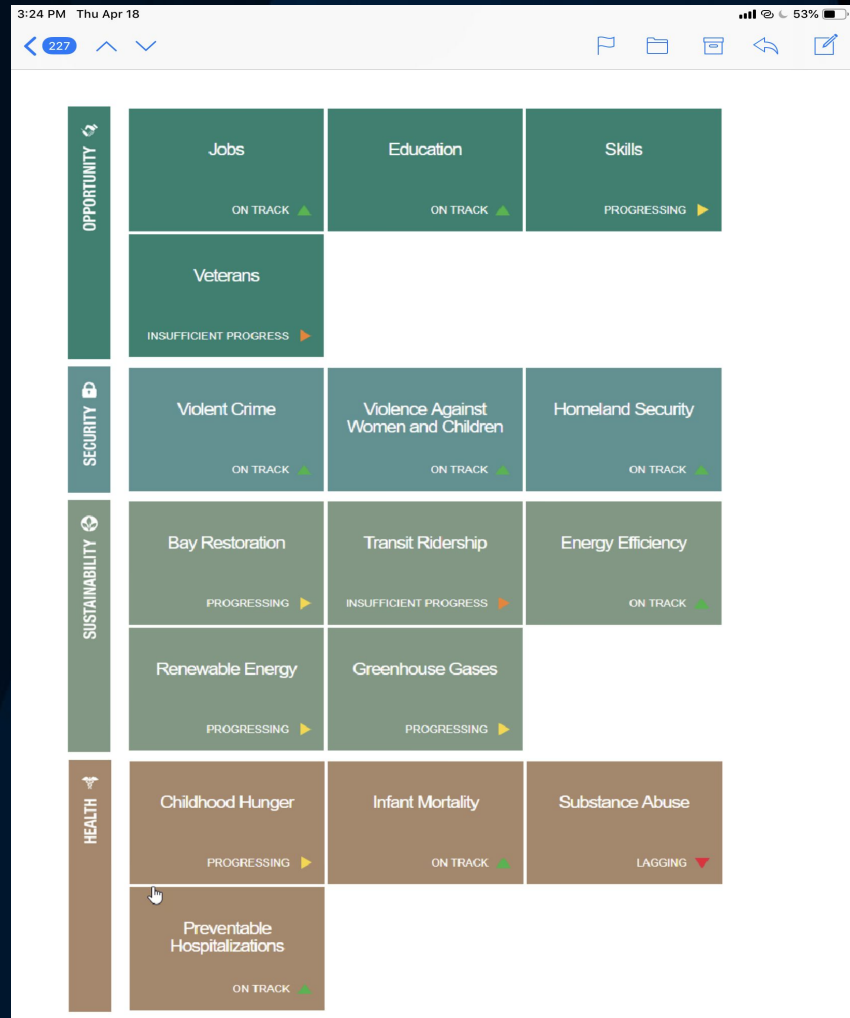 3:24 PM Thu Apr 18
53%
227
OPPORTUNITY
Jobs
ON TRACK
Education
ON TRACK
Skills
PROGRESSING
Veterans
INSUFFICIENT PROGRESS
SECURITY
Violent Crime
ON TRACK
Violence Against
Women and Children
ON TRACK
Homeland Security
ON TRACK
SUSTAINABILITY
Bay Restoration
PROGRESSING
Transit Ridership
INSUFFICIENT PROGRESS
Energy Efficiency
ON TRACK
Renewable Energy
PROGRESSING
Greenhouse Gases
PROGRESSING
HEALTH
Childhood Hunger
PROGRESSING
Infant Mortality
ON TRACK
Substance Abuse
LAGGING
Preventable
Hospitalizations
ON TRACK